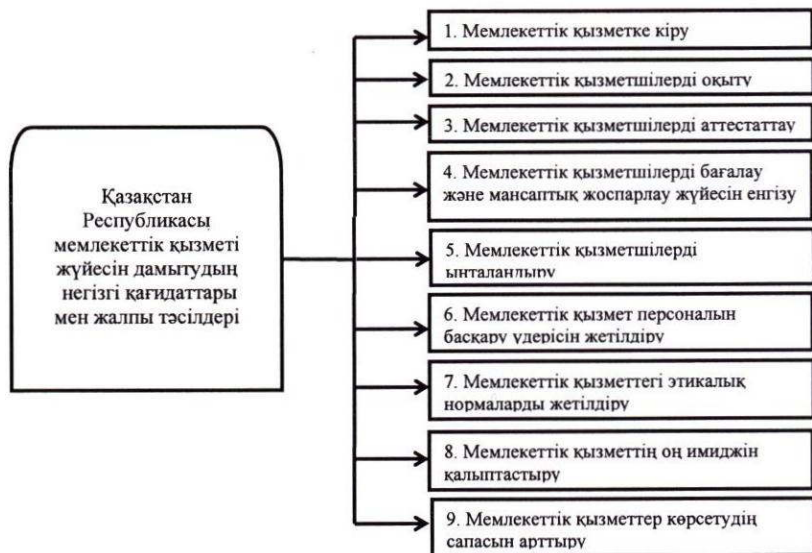 Қазақстан
Республикасы
мемлекеттік қызметі
жүйесін дамытудың
негізгі қағидаттары
мен жалпы тәсілдері
1. Мемлекеттік қызметке кіру
2. Мемлекеттік қызметшілерді оқыту
3. Мемлекеттік қызметшілерді аттестаттау
4. Мемлекеттік қызметшілерді бағалау
және мансаптық жоспарлау жүйесін енгізу
5. Мемлекеттік қызметшілерді
ынталандыру
6. Мемлекеттік қызмет персоналын
басқару үдерісін жетілдіру
7. Мемлекеттік қызметтегі этикалық
нормаларды жетілдіру
8. Мемлекеттік қызметтің оң имиджін
қалыптастыру
9. Мемлекеттік қызметтер көрсетудің
сапасын арттыру